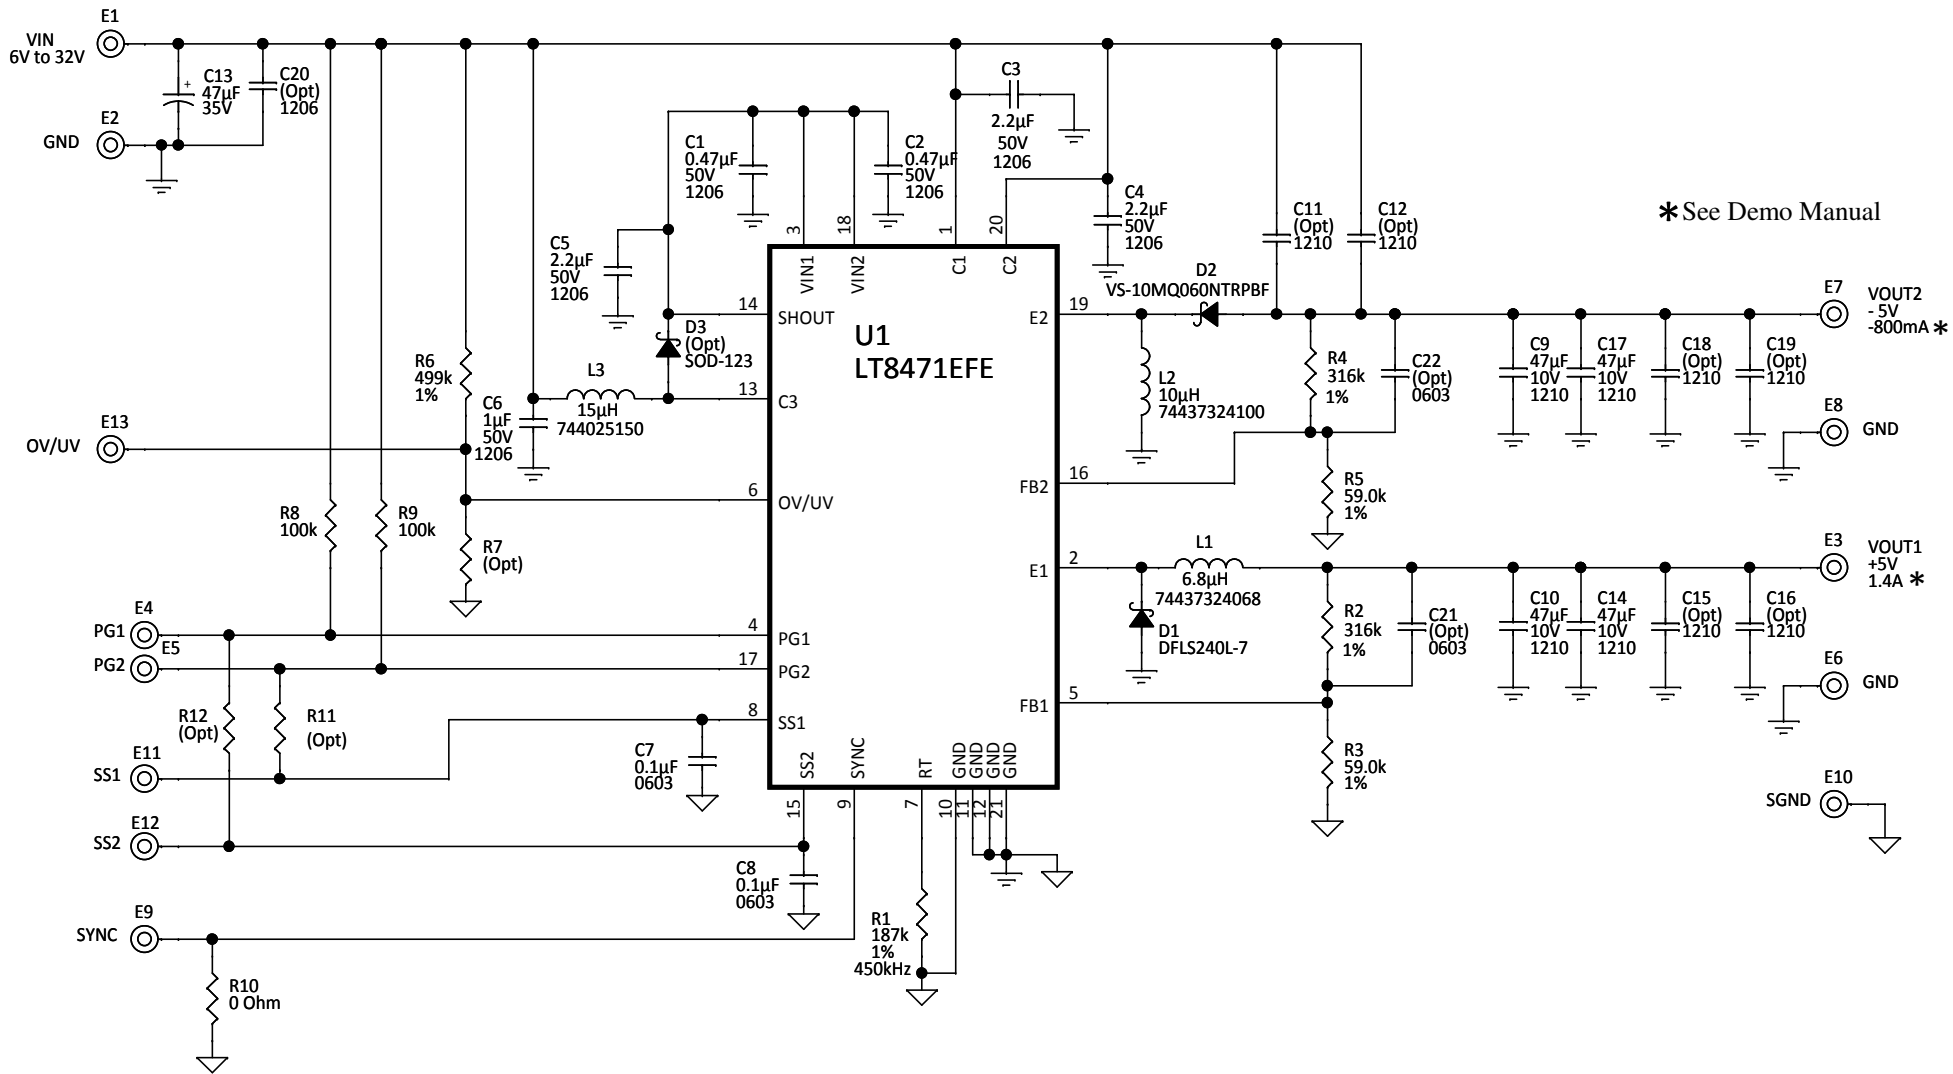 E1
VIN
6V to 32V
C13
47µF
35V
+
C20
(Opt)
1206
E2
GND
C3
2.2µF
50V
1206
C1
0.47µF
50V
1206
C2
0.47µF
50V
1206
C4
2.2µF
50V
1206
C11
(Opt)
1210
C12
(Opt)
1210
*See Demo Manual
C5
2.2µF
50V
1206
3
18
1
20
VIN1
VIN2
C1
C2
D2
VS-10MQ060NTRPBF
E7
VOUT2
- 5V
-800mA *
14
SHOUT
U1
LT8471EFE
E2
19
D3
(Opt)
SOD-123
R6
499k
1%
L3
15µH
744025150
13
C3
C6
1µF
50V
1206
L2
10µH
74437324100
R4
316k
1%
C22
(Opt)
0603
C9
47µF
10V
1210
C17
47µF
10V
1210
C18
(Opt)
1210
C19
(Opt)
1210
E8
GND
E13
OV/UV
6
OV/UV
16
FB2
R5
59.0k
1%
R8
100k
R9
100k
R7
(Opt)
2
E1
L1
6.8µH
74437324068
D1
DFLS240L-7
E3
VOUT1
+5V
1.4A *
R2
316k
1%
C21
(Opt)
0603
C10
47µF
10V
1210
C14
47µF
10V
1210
C15
(Opt)
1210
C16
(Opt)
1210
E4
PG1
4
PG1
E5
PG2
17
PG2
E6
GND
R12
(Opt)
R11
(Opt)
8
SS1
5
FB1
E11
SS1
C7
0.1µF
0603
SS2
SYNC
RT
GND
GND
GND
GND
R3
59.0k
1%
15
9
7
10
11
12
21
E10
SGND
E12
SS2
C8
0.1µF
0603
E9
SYNC
R1
187k
1%
450kHz
R10
0 Ohm